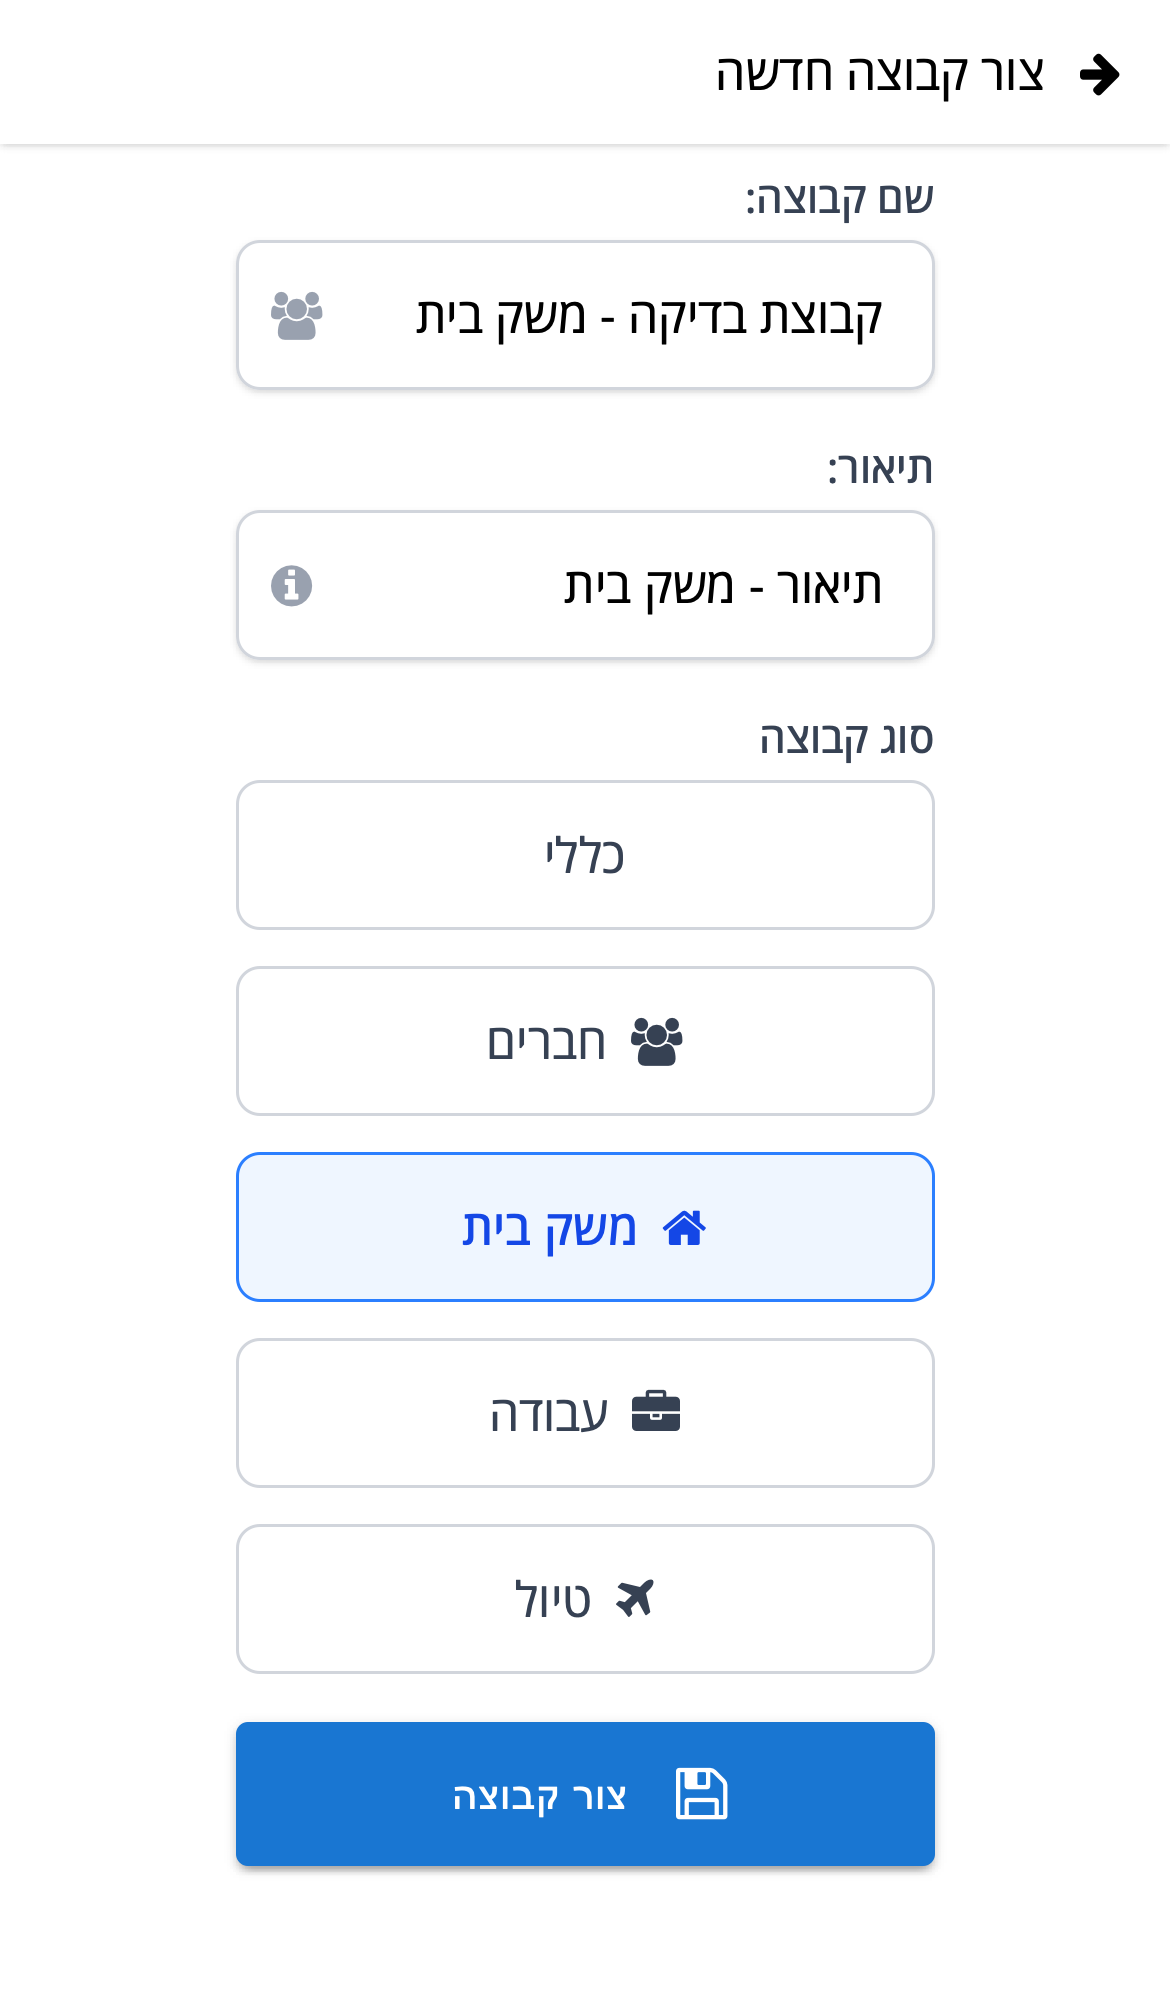 צור קבוצה חדשה
שם קבוצה:
קבוצת בדיקה - משק בית
תיאור:
תיאור - משק בית
סוג קבוצה
כללי
חברים
משק בית
עבודה
טיול
צור קבוצה